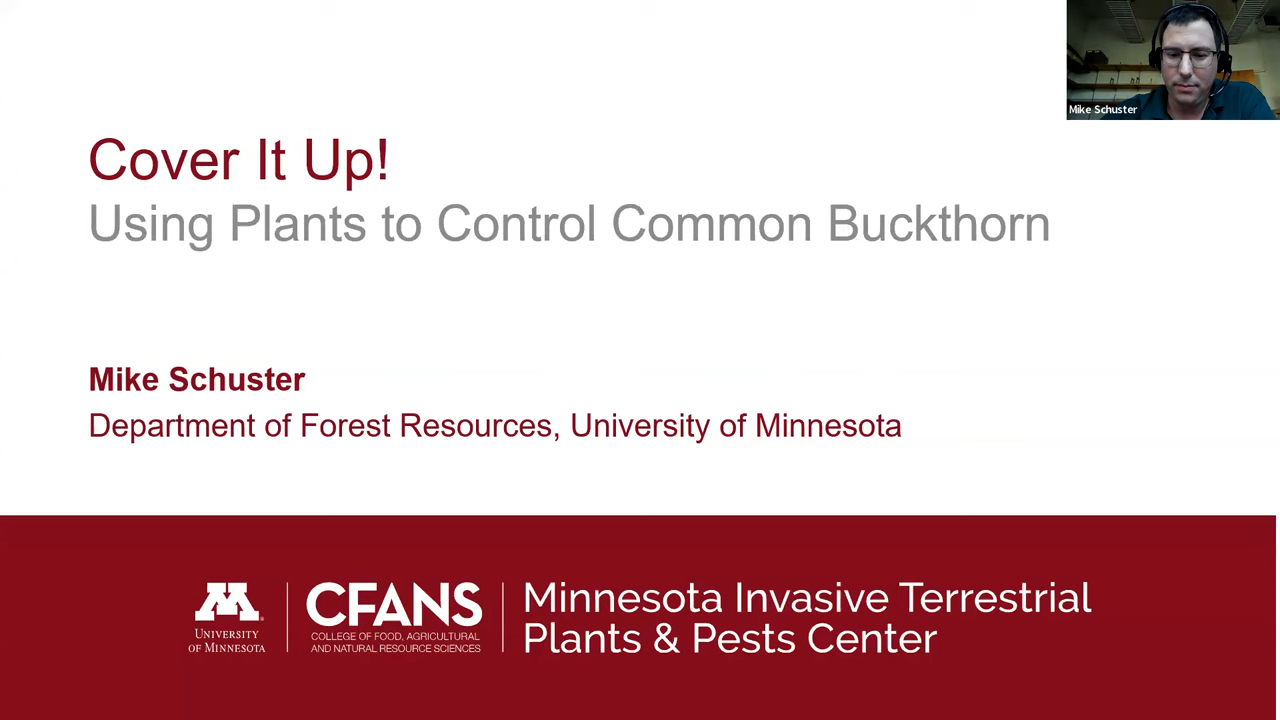 Mike Schuster
Cover It Up!
Using Plants to Control Common Buckthorn
Mike Schuster
Department of Forest Resources, University of Minnesota
M
UNIVERSITY
OF MINNESOTA
CFANS
COLLEGE OF FOOD, AGRICULTURAL
AND NATURAL RESOURCE SCIENCES
Minnesota Invasive Terrestrial
Plants & Pests Center